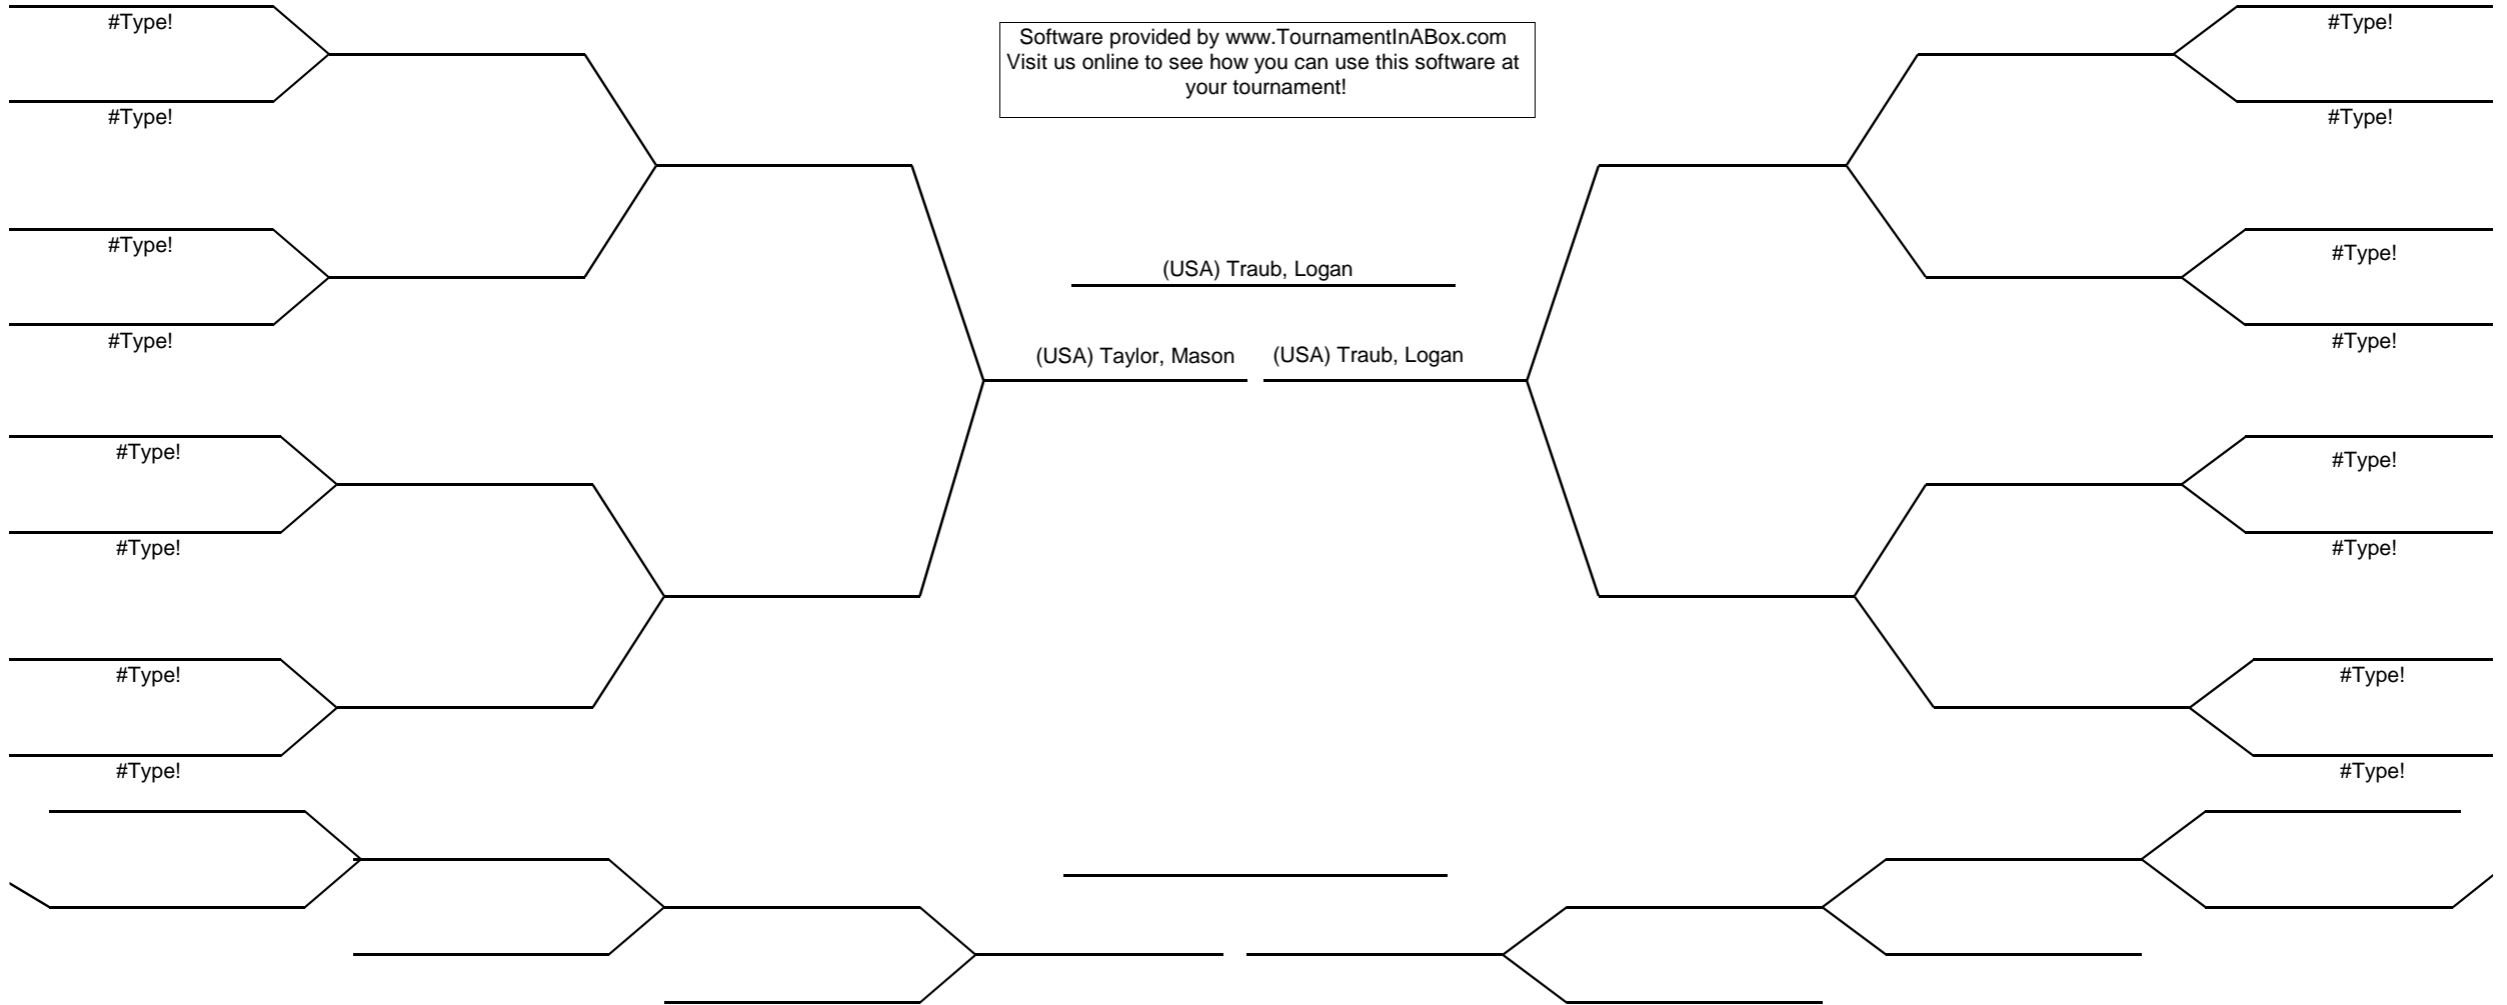 #Type!
#Type!
Software provided by www.TournamentInABox.com
Visit us online to see how you can use this software at
your tournament!
#Type!
#Type!
#Type!
#Type!
(USA) Traub, Logan
#Type!
#Type!
(USA) Taylor, Mason
(USA) Traub, Logan
#Type!
#Type!
#Type!
#Type!
#Type!
#Type!
#Type!
#Type!